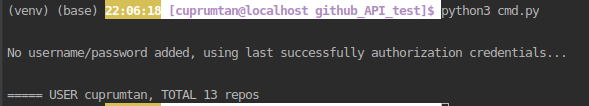 (venv) (base) 22:06:18 [cuprumtan@localhost github_API_test]$ python3 cmd.py
No username/password added, using last successfully authorization credentials...
===== USER cuprumtan, TOTAL 13 repos